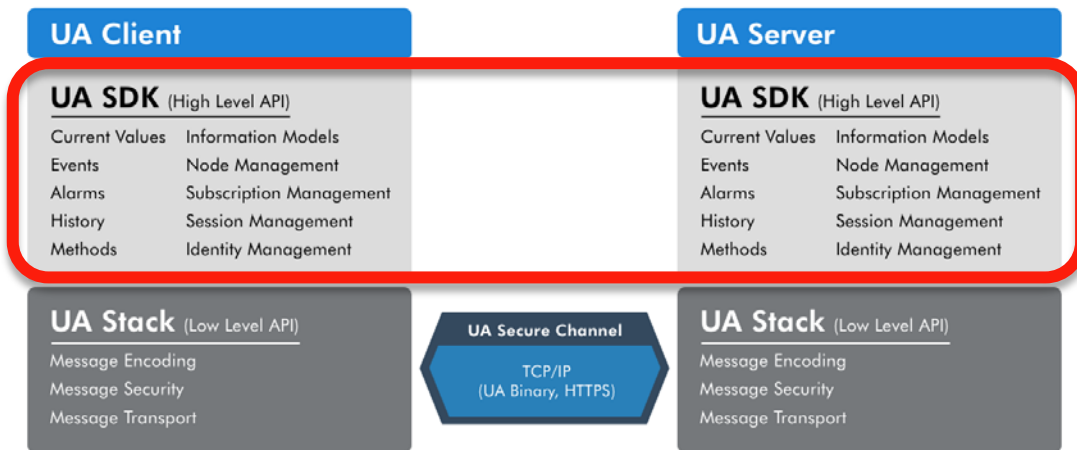 UA Client
UA SDK (High Level API)
Current Values Information Models
Events Node Management
Alarms Subscription Management
History Session Management
Methods Identity Management
UA Stack (Low Level API)
Message Encoding
Message Security
Message Transport
UA Secure Channel
TCP/IP
(UA Binary, HTTPS)
UA Server
UA SDK (High Level API)
Current Values Information Models
Events Node Management
Alarms Subscription Management
History Session Management
Methods Identity Management
UA Stack (Low Level API)
Message Encoding
Message Security
Message Transport